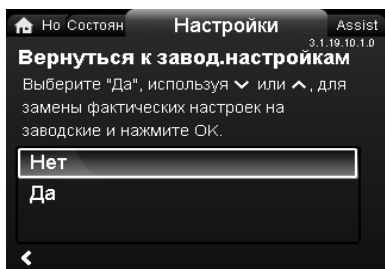 Но Состоян Настройки Assist
3.1.19.10.1.0
Вернуться к завод.настройкам
Выберите "Да", используя ⌄ или ⌃, для
замены фактических настроек на
заводские и нажмите OK.
Нет
Да